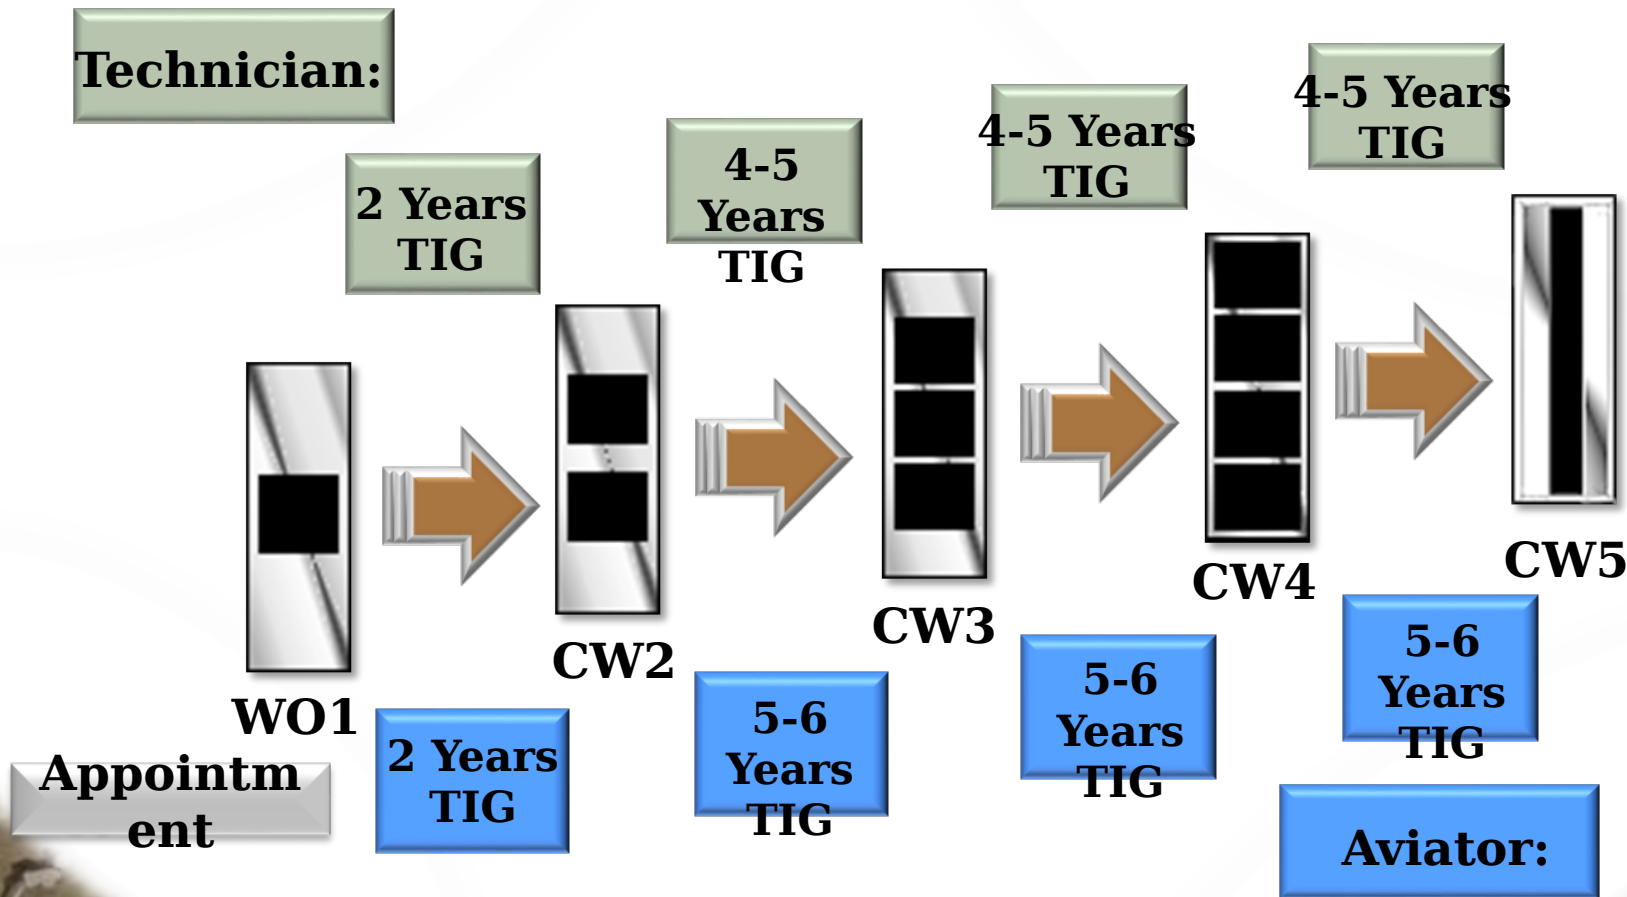 Technician:
4-5 Years
TIG
4-5 Years
TIG
4-5
Years
TIG
2 Years
TIG
WO1
CW2
CW3
CW4
CW5
Appointm
ent
2 Years
TIG
5-6
Years
TIG
5-6
Years
TIG
5-6
Years
TIG
Aviator: